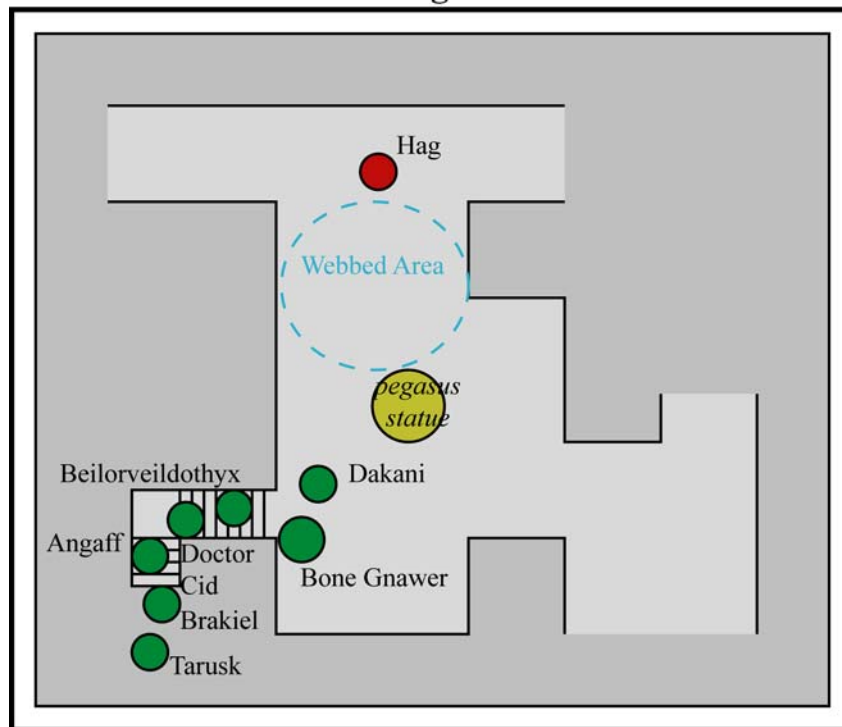 Hag
Webbed Area
pegasus
statue
Beilorveildothyx
Dakani
Angaff
Doctor
Cid
Bone Gnawer
Brakiel
Tarusk